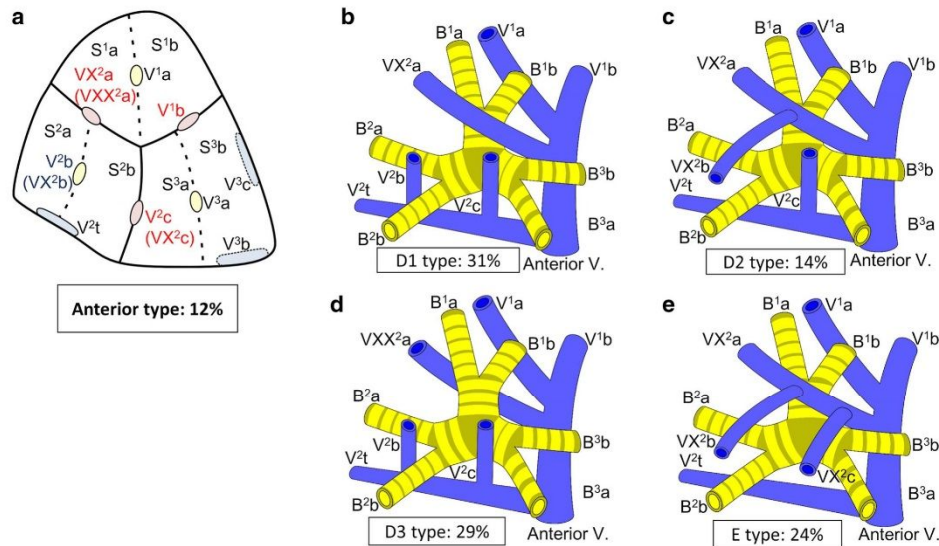 a
S¹a
S¹b
VX²a
(VXX²a)
V¹a
V¹b
S²a
S²b
S³b
V²b
(VX²b)
S³a
V³a
V³c
V²c
(VX²c)
V²t
V³b
Anterior type: 12%
b
B¹a
V¹a
VX²a
B¹b
V¹b
B²a
V²b
B³b
V²t
V²c
B³a
B²b
D1 type: 31%
Anterior V.
c
B¹a
V¹a
VX²a
B¹b
V¹b
B²a
VX²b
B³b
V²t
V²c
B³a
B²b
D2 type: 14%
Anterior V.
d
B¹a
V¹a
VXX²a
B¹b
V¹b
B²a
V²b
B³b
V²t
V²c
B³a
B²b
D3 type: 29%
Anterior V.
e
B¹a
V¹a
VX²a
B¹b
V¹b
B²a
VX²b
B³b
V²t
VX²c
B³a
B²b
E type: 24%
Anterior V.